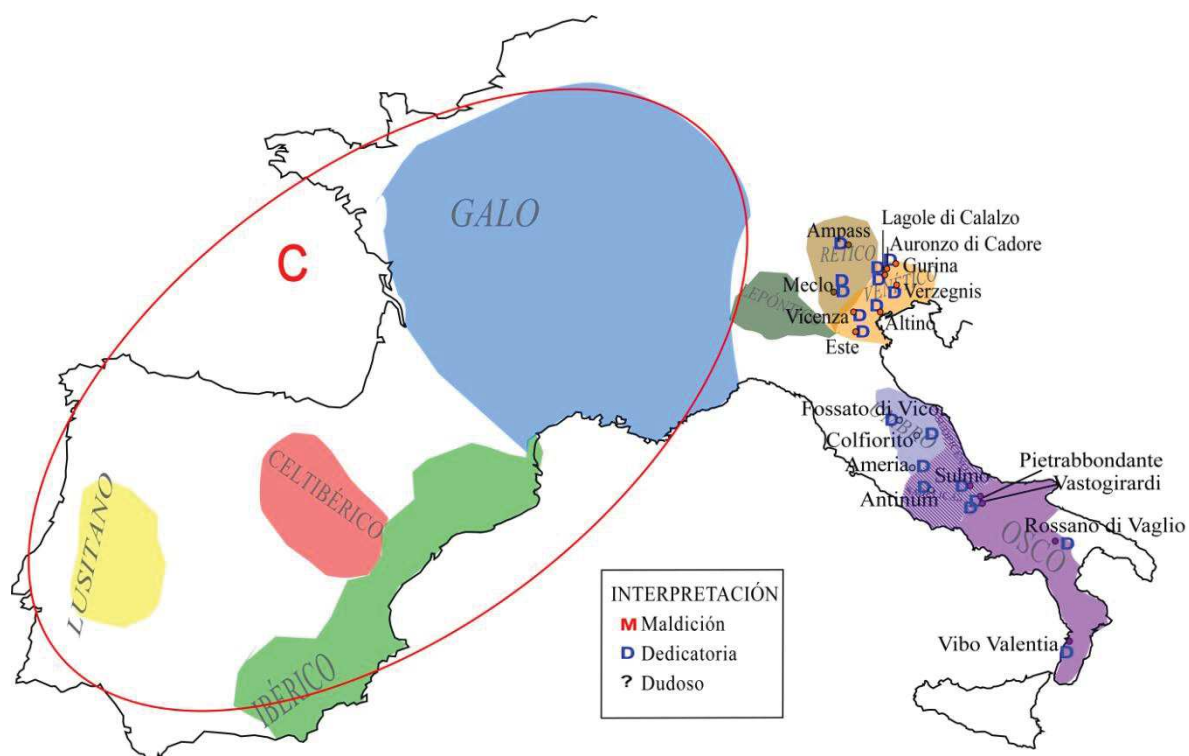 GALO
C
Lagole di Calalzo
Ampass
D
Auronzo di Cadore
D
RÉTICO
D
Gurina
D
Meclo
D
D
VENÉTICO
D
Verzegnis
LEPÓNTICO
D
Vicenza
D
Altino
D
Este
Fossato di Vico
D
UMBRO
D
Colfiorito
Ameria
D
Pietrabbondante
Sulmo
D
Vastogirardi
Antinum
D
D
D
Rossano di Vaglio
D
OSCO
CELTIBÉRICO
LUSITANO
IBÉRICO
INTERPRETACIÓN
M Maldición
D Dedicatoria
? Dudoso
Vibo Valentia
D